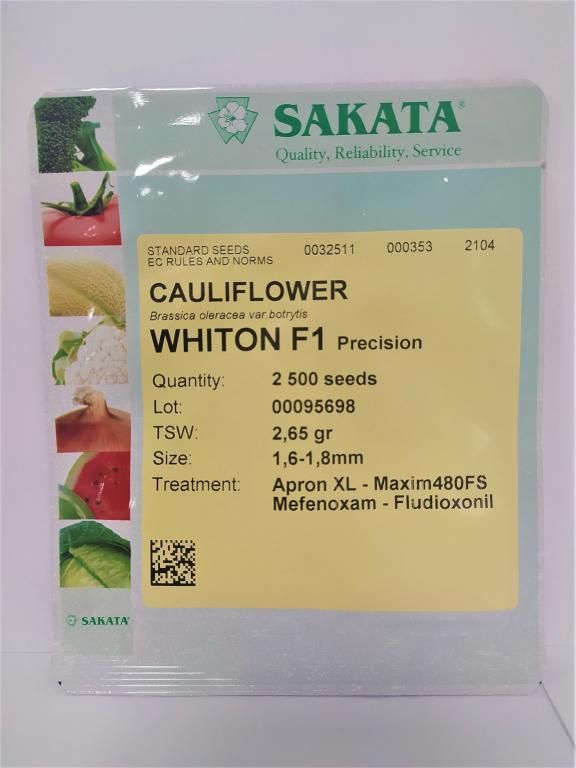 SAKATA®
Quality, Reliability, Service
STANDARD SEEDS 0032511 000353 2104
EC RULES AND NORMS
CAULIFLOWER
Brassica oleracea var.botrytis
WHITON F1 Precision
Quantity: 2 500 seeds
Lot: 00095698
TSW: 2,65 gr
Size: 1,6-1,8mm
Treatment: Apron XL - Maxim480FS
Mefenoxam - Fludioxonil
SAKATA®